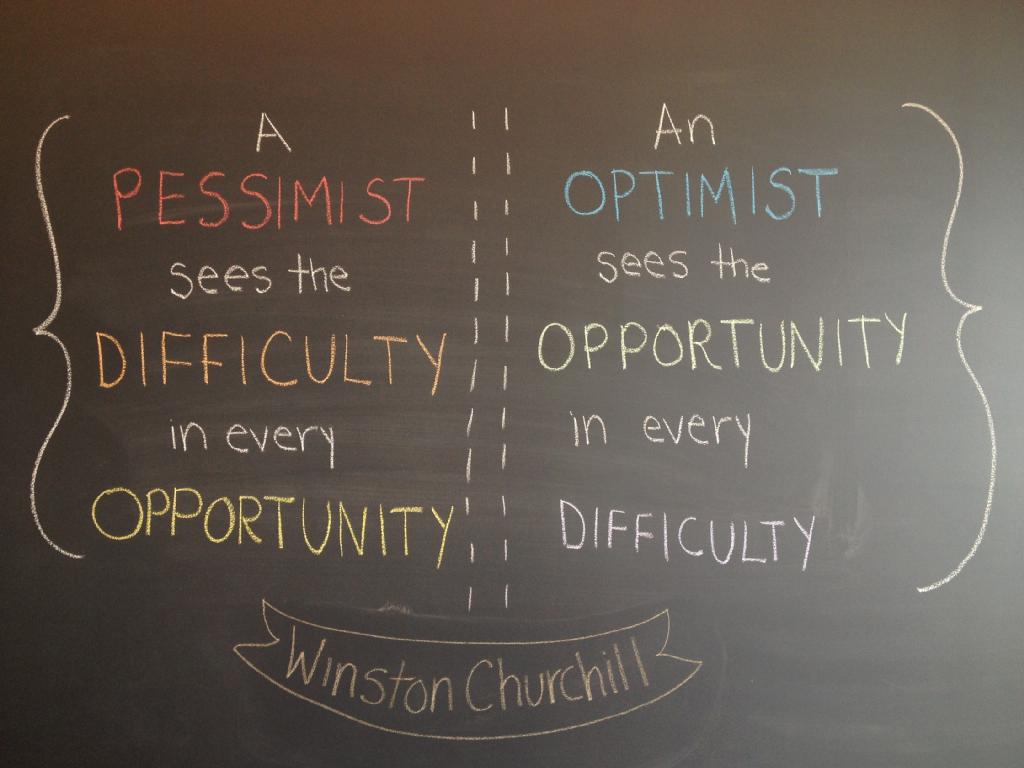 A
PESSIMIST
sees the
DIFFICULTY
in every
OPPORTUNITY
An
OPTIMIST
sees the
OPPORTUNITY
in every
DIFFICULTY
Winston Churchill